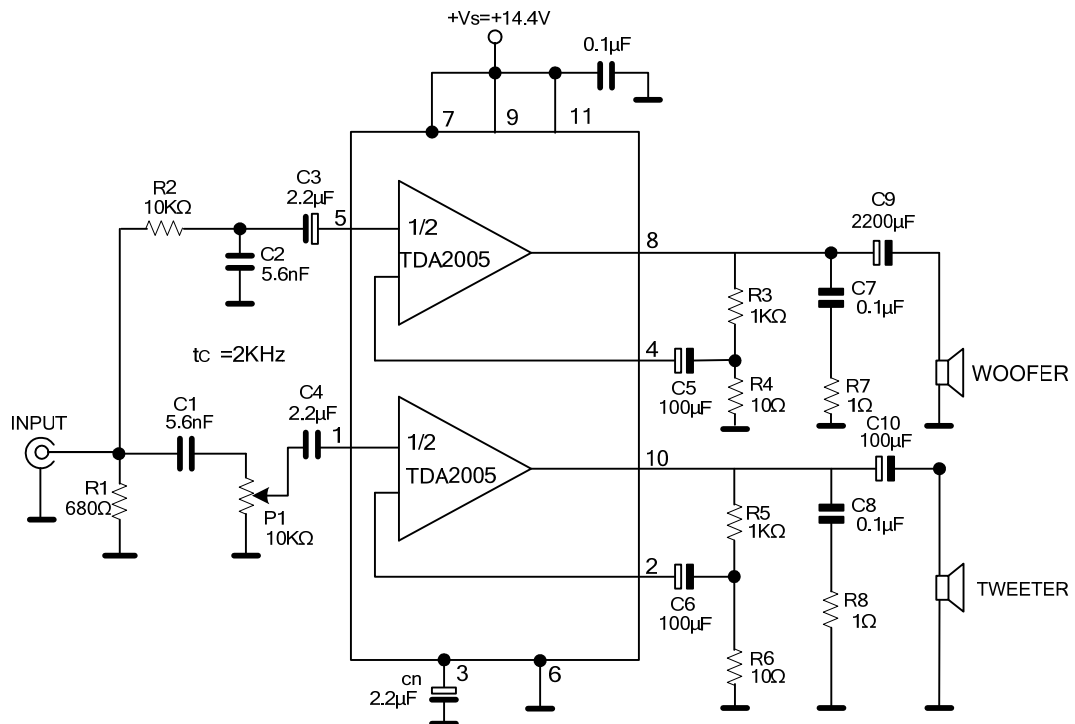 +Vs=+14.4V
0.1µF
7
9
11
R2
10KΩ
C3
2.2µF
5
1/2
TDA2005
8
C9
2200µF
C2
5.6nF
R3
1KΩ
C7
0.1µF
tc =2KHz
4
C5
100µF
R4
10Ω
R7
1Ω
WOOFER
INPUT
C1
5.6nF
C4
2.2µF
1
1/2
TDA2005
10
C10
100µF
R1
680Ω
P1
10KΩ
R5
1KΩ
C8
0.1µF
2
C6
100µF
R8
1Ω
TWEETER
R6
10Ω
cn
2.2µF
3
6